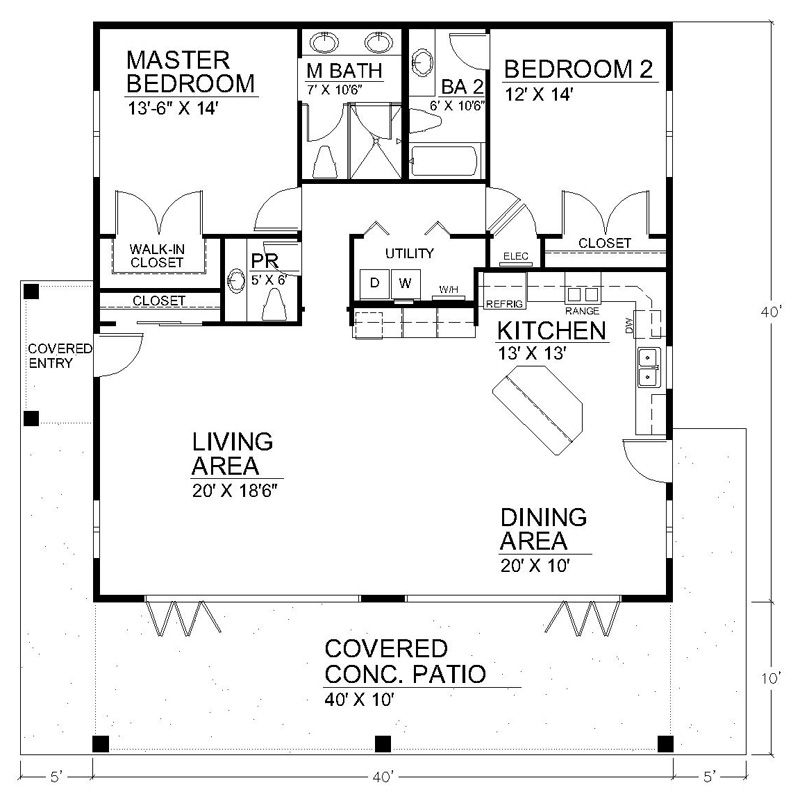 MASTER
BEDROOM
13'-6" X 14'
M BATH
7' X 10'6"
BA 2
6' X 10'6"
BEDROOM 2
12' X 14'
WALK-IN
CLOSET
PR
5' X 6'
UTILITY
D
W
W/H
ELEC
CLOSET
CLOSET
REFRIG
RANGE
DW
KITCHEN
13' X 13'
COVERED
ENTRY
40'
LIVING
AREA
20' X 18'6"
DINING
AREA
20' X 10'
COVERED
CONC. PATIO
40' X 10'
10'
5'
40'
5'